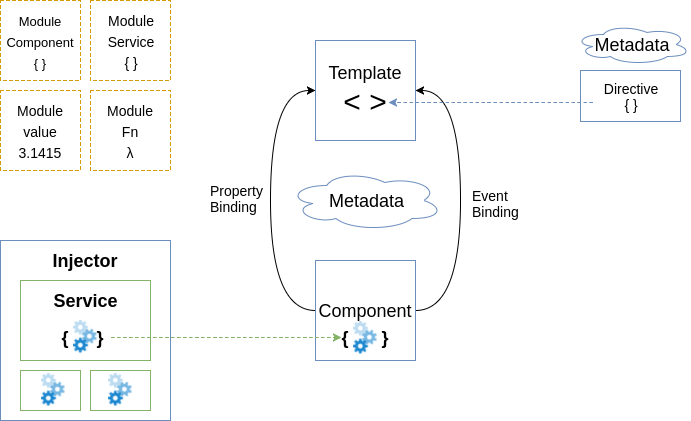 Module
Component
{ }
Module
Service
{ }
Module
value
3.1415
Module
Fn
λ
Template
< >
Metadata
Directive
{ }
Property
Binding
Metadata
Event
Binding
Injector
Service
{ }
Component
{ }